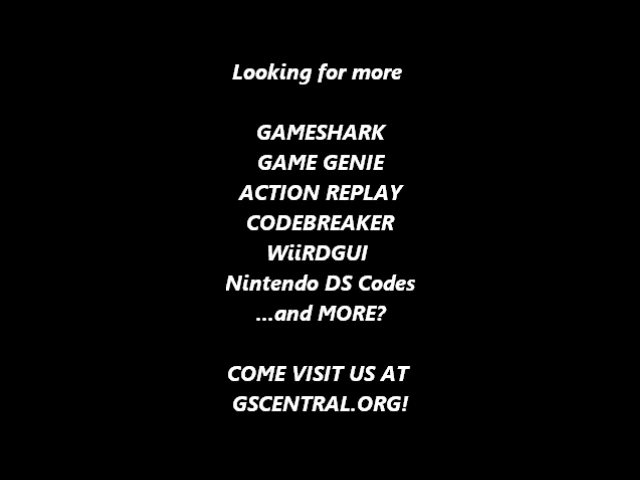 Looking for more
GAMESHARK
GAME GENIE
ACTION REPLAY
CODEBREAKER
WiiRDGUI
Nintendo DS Codes
...and MORE?
COME VISIT US AT
GSCENTRAL.ORG!